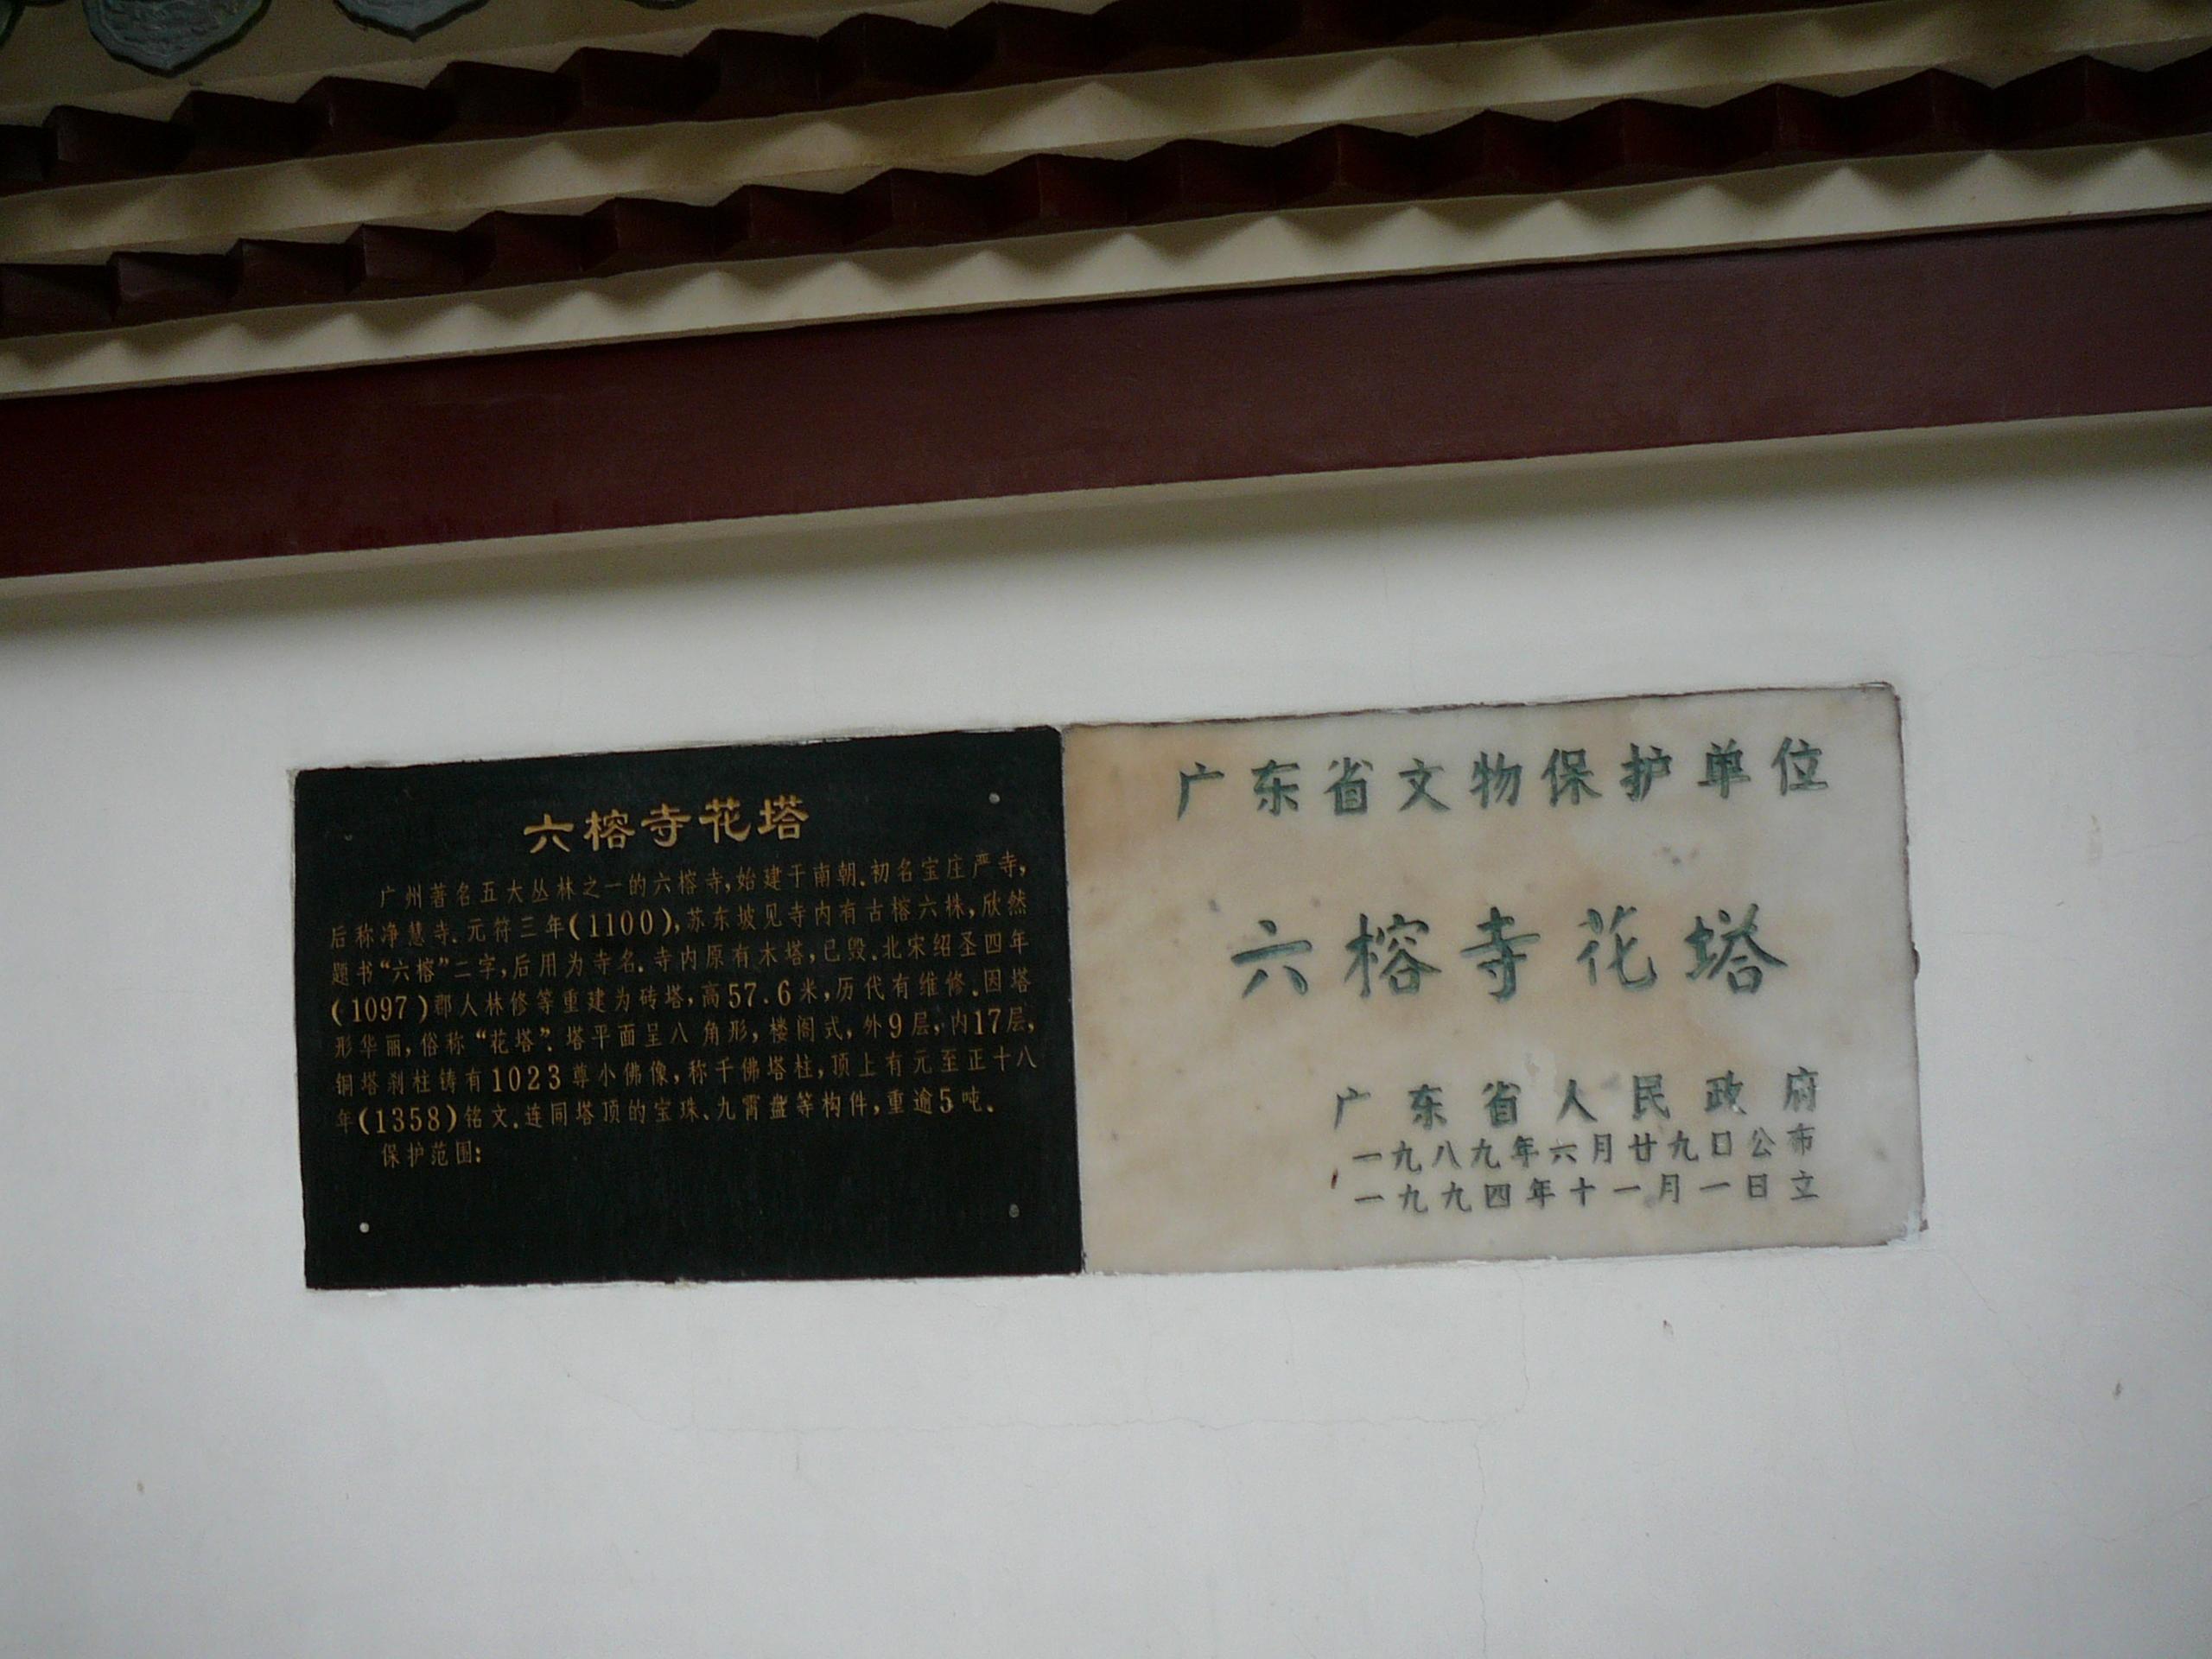 六榕寺花塔
广州著名五大丛林之一的六榕寺,始建于南朝.初名宝庄严寺,
后称净慧寺.元符三年(1100),苏东坡见寺内有古榕六株,欣然
题书“六榕”二字,后用为寺名.寺内原有木塔,已毁.北宋绍圣四年
(1097)郡人林修等重建为砖塔,高57.6米,历代有维修.因塔
形华丽,俗称“花塔”.塔平面呈八角形,楼阁式,外9层,内17层,
铜塔刹柱铸有1023尊小佛像,称千佛塔柱,顶上有元至正十八
年(1358)铭文.连同塔顶的宝珠、九霄盘等构件,重逾5吨.
保护范围:
广东省文物保护单位
六榕寺花塔
广东省人民政府
一九八九年六月廿九日公布
一九九四年十一月一日立